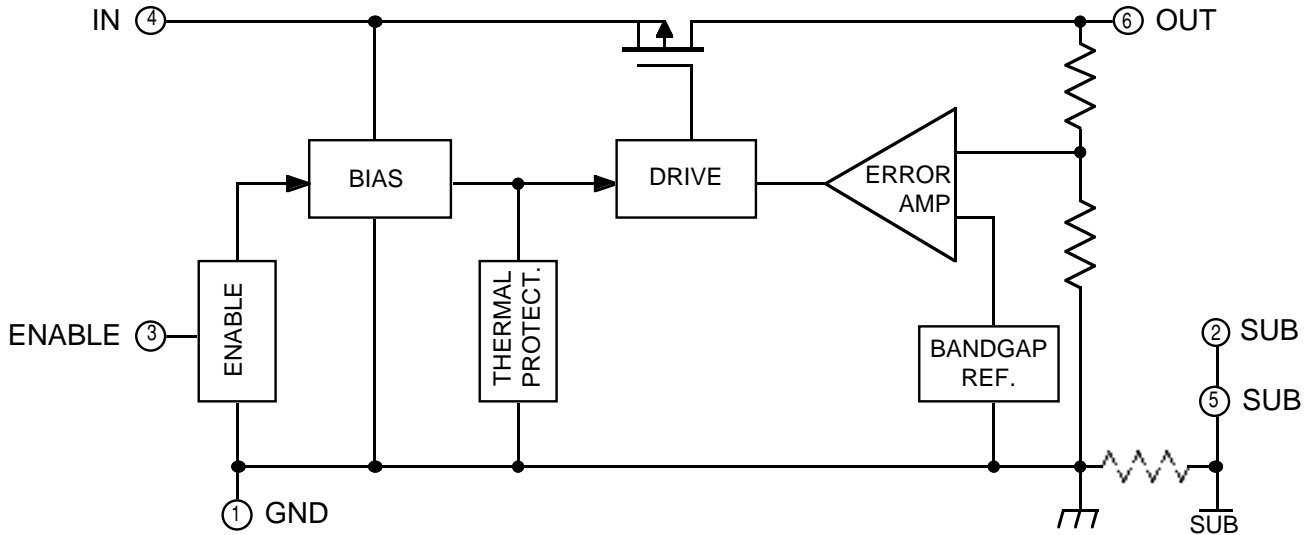 IN 4
6 OUT
BIAS
DRIVE
ERROR
AMP
ENABLE
THERMAL
PROTECT.
ENABLE 3
BANDGAP
REF.
2 SUB
5 SUB
1 GND
SUB